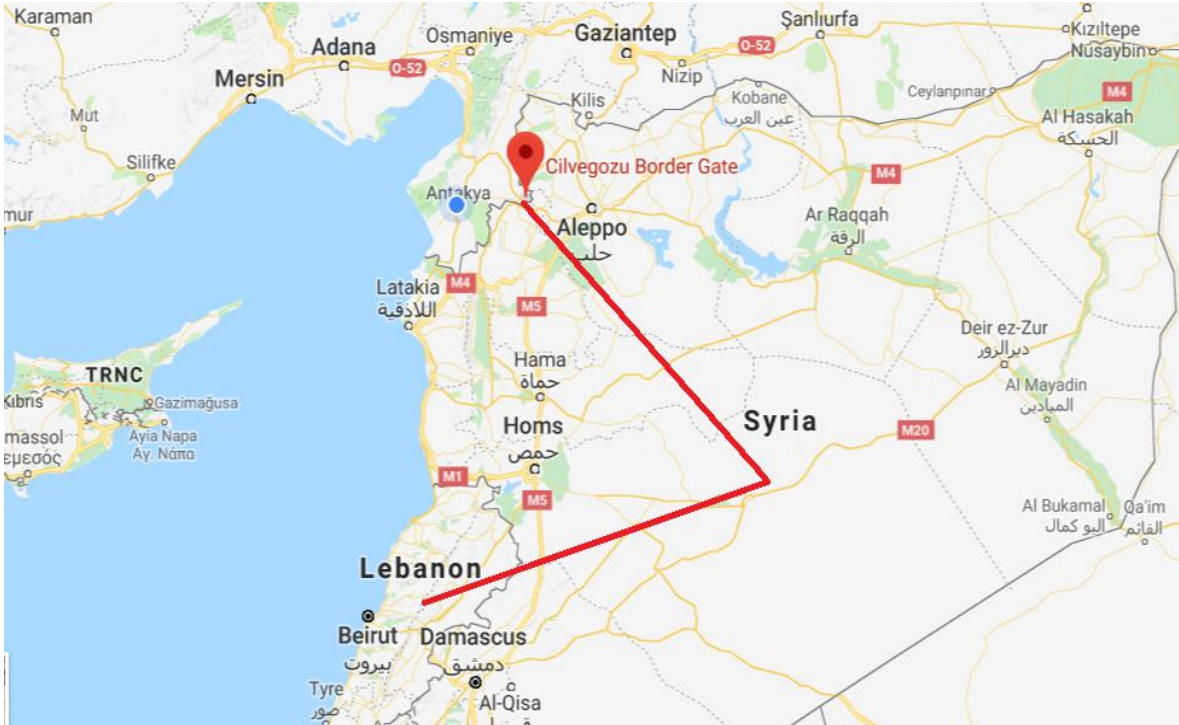 Karaman
Mut
Silifke
mur
Mersin
Adana
O-52
Osmaniye
Gaziantep
Nizip
O-52
Şanlıurfa
Kızıltepe
Nusaybin
Kilis
Kobane
عين العرب
Ceylanpınar
M4
Al Hasakah
الحسكة
Cilvegozu Border Gate
Antakya
Aleppo
حلب
M4
Ar Raqqah
الرقة
Latakia
اللاذقية
M4
M5
Hama
حماة
Deir ez-Zur
ديرالزور
Al Mayadin
الميادين
TRNC
Kıbrıs
Gazimağusa
Ayia Napa
Αγ. Νάπα
massol
εμεσός
Homs
حمص
Syria
M20
M1
M5
Al Bukamal
البو كمال
Qa'im
القائم
Lebanon
Beirut
بيروت
Damascus
دمشق
Tyre
صور
Al-Qisa